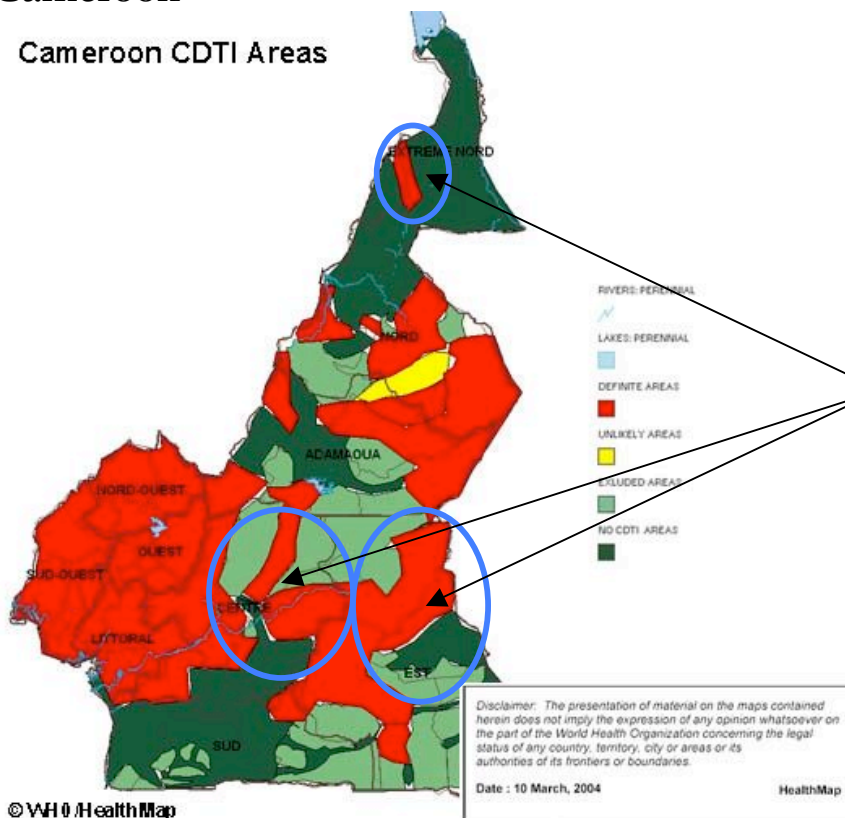 Cameroon
Cameroon CDTI Areas
EXTREME NORD
NORD
ADAMAOUA
NORD-OUEST
OUEST
SUD-OUEST
CENTRE
LITTORAL
EST
SUD
RIVERS: PERENNIAL
LAKES: PERENNIAL
DEFINITE AREAS
UNLIKELY AREAS
EXLUDED AREAS
NO CDTI AREAS
Disclaimer: The presentation of material on the maps contained
herein does not imply the expression of any opinion whatsoever on
the part of the World Health Organization concerning the legal
status of any country, territory, city or areas or its
authorities of its frontiers or boundaries.
Date : 10 March, 2004 HealthMap
© WHO/HealthMap